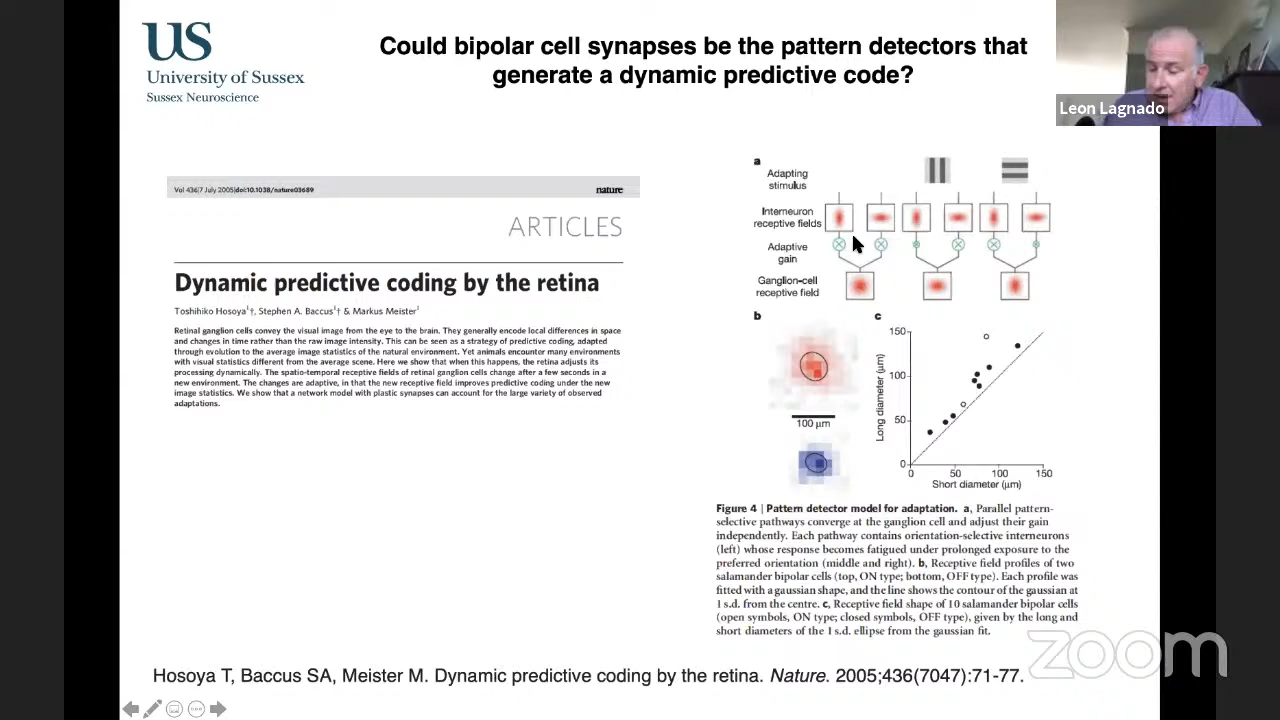 US
University of Sussex
Sussex Neuroscience
Could bipolar cell synapses be the pattern detectors that
generate a dynamic predictive code?
Leon Lagnado
Vol 436|7 July 2005|doi:10.1038/nature03689
nature
ARTICLES
Dynamic predictive coding by the retina
Toshihiko Hosoya¹†, Stephen A. Baccus¹† & Markus Meister¹
Retinal ganglion cells convey the visual image from the eye to the brain. They generally encode local differences in space
and changes in time rather than the raw image intensity. This can be seen as a strategy of predictive coding, adapted
through evolution to the average image statistics of the natural environment. Yet animals encounter many environments
with visual statistics different from the average scene. Here we show that when this happens, the retina adjusts its
processing dynamically. The spatio-temporal receptive fields of retinal ganglion cells change after a few seconds in a
new environment. The changes are adaptive, in that the new receptive field improves predictive coding under the new
image statistics. We show that a network model with plastic synapses can account for the large variety of observed
adaptations.
a
Adapting
stimulus
Interneuron
receptive fields
Adaptive
gain
Ganglion-cell
receptive field
b
100 μm
c
Long diameter (μm)
150
100
50
0
0 50 100 150
Short diameter (μm)
Figure 4 | Pattern detector model for adaptation. a, Parallel pattern-
selective pathways converge at the ganglion cell and adjust their gain
independently. Each pathway contains orientation-selective interneurons
(left) whose response becomes fatigued under prolonged exposure to the
preferred orientation (middle and right). b, Receptive field profiles of two
salamander bipolar cells (top, ON type; bottom, OFF type). Each profile was
fitted with a gaussian shape, and the line shows the contour of the gaussian at
1 s.d. from the centre. c, Receptive field shape of 10 salamander bipolar cells
(open symbols, ON type; closed symbols, OFF type), given by the long and
short diameters of the 1 s.d. ellipse from the gaussian fit.
zoom
Hosoya T, Baccus SA, Meister M. Dynamic predictive coding by the retina. Nature. 2005;436(7047):71-77.